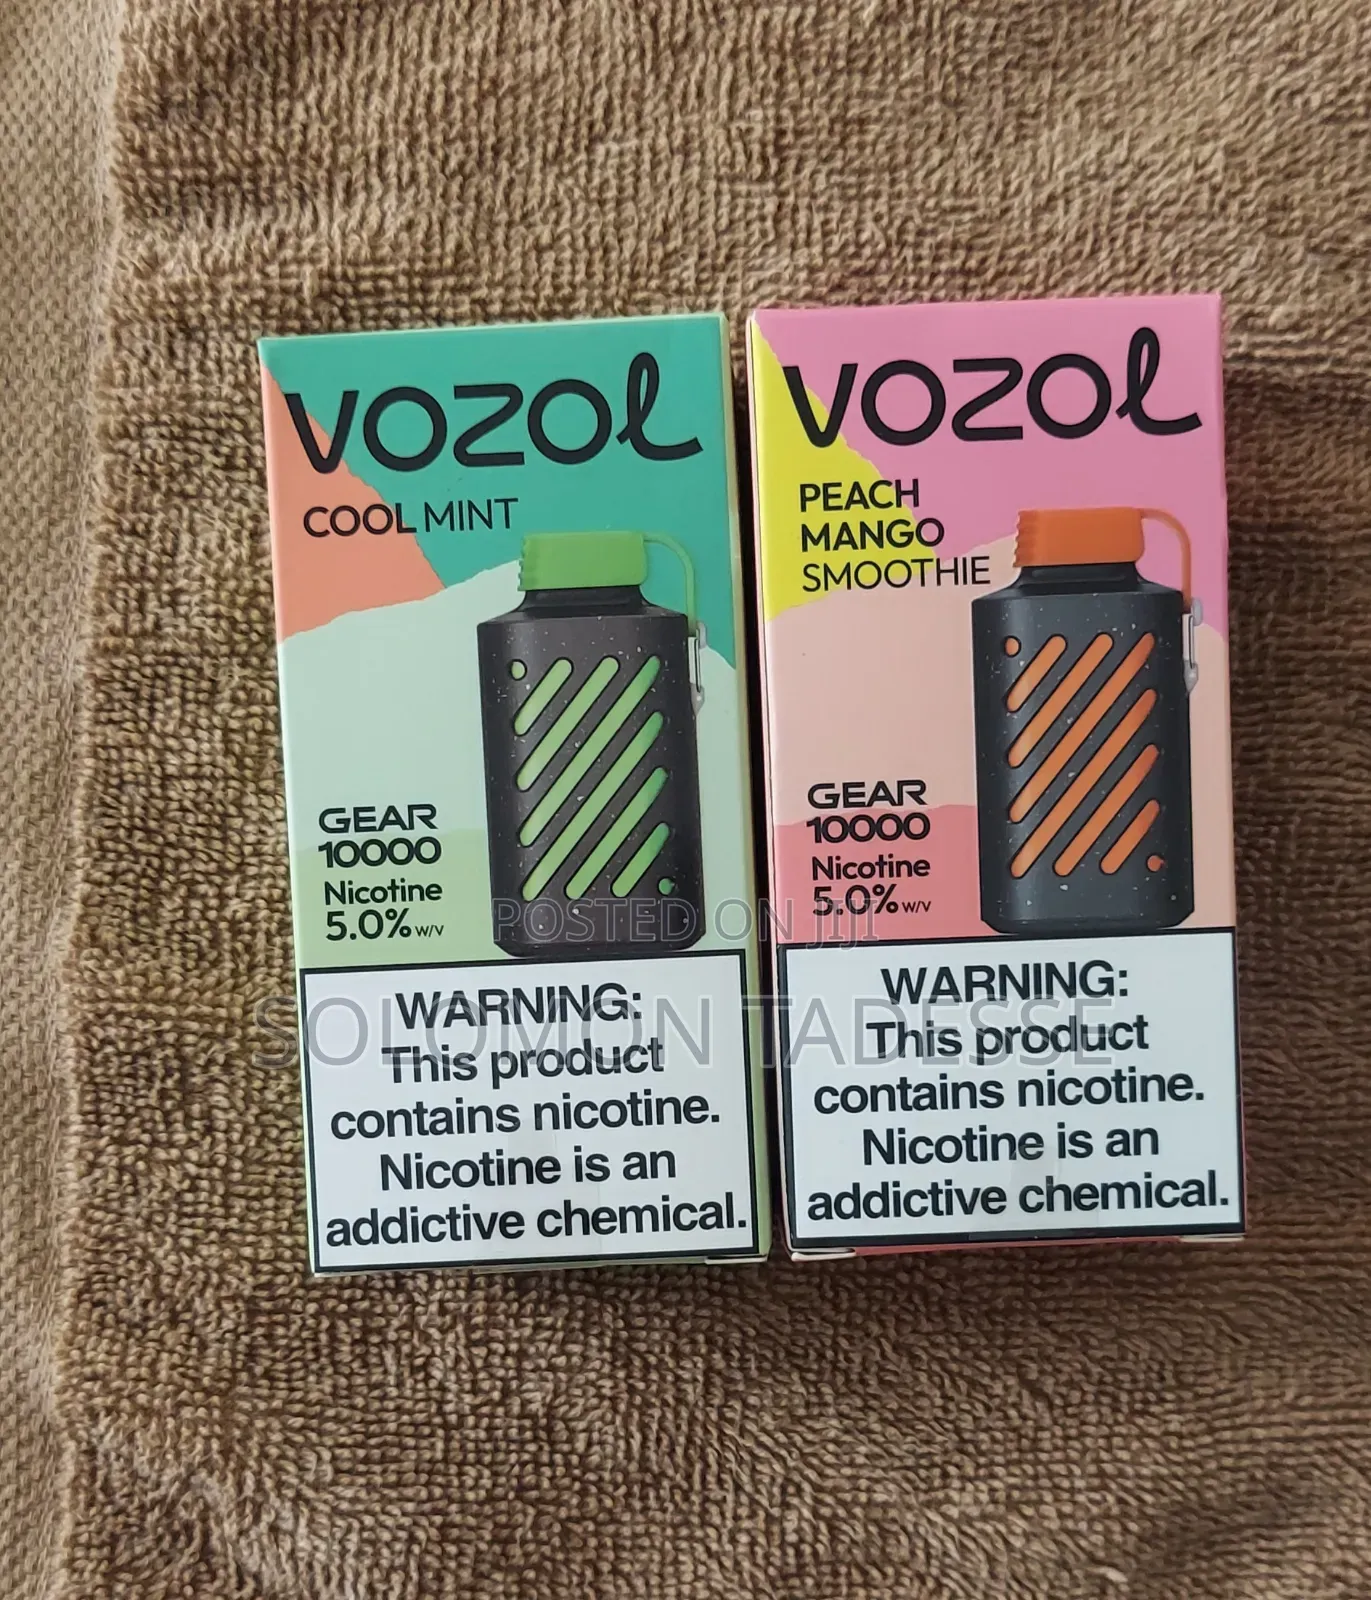 VOZOL
COOL MINT
GEAR
10000
Nicotine
5.0% w/v
WARNING:
This product
contains nicotine.
Nicotine is an
addictive chemical.
VOZOL
PEACH
MANGO
SMOOTHIE
GEAR
10000
Nicotine
5.0% w/v
WARNING:
This product
contains nicotine.
Nicotine is an
addictive chemical.
POSTED ON JIJI
SOLOMON TADESSE